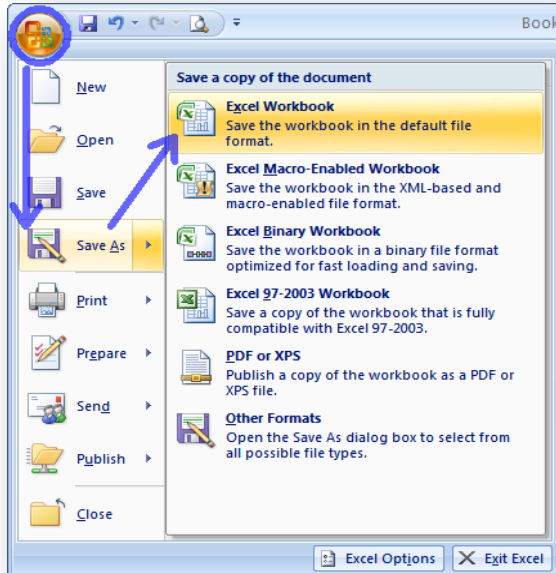 Book
New
Open
Save
Save As
Print
Prepare
Send
Publish
Close
Save a copy of the document
Excel Workbook
Save the workbook in the default file
format.
Excel Macro-Enabled Workbook
Save the workbook in the XML-based and
macro-enabled file format.
Excel Binary Workbook
Save the workbook in a binary file format
optimized for fast loading and saving.
Excel 97-2003 Workbook
Save a copy of the workbook that is fully
compatible with Excel 97-2003.
PDF or XPS
Publish a copy of the workbook as a PDF or
XPS file.
Other Formats
Open the Save As dialog box to select from
all possible file types.
Excel Options
Exit Excel